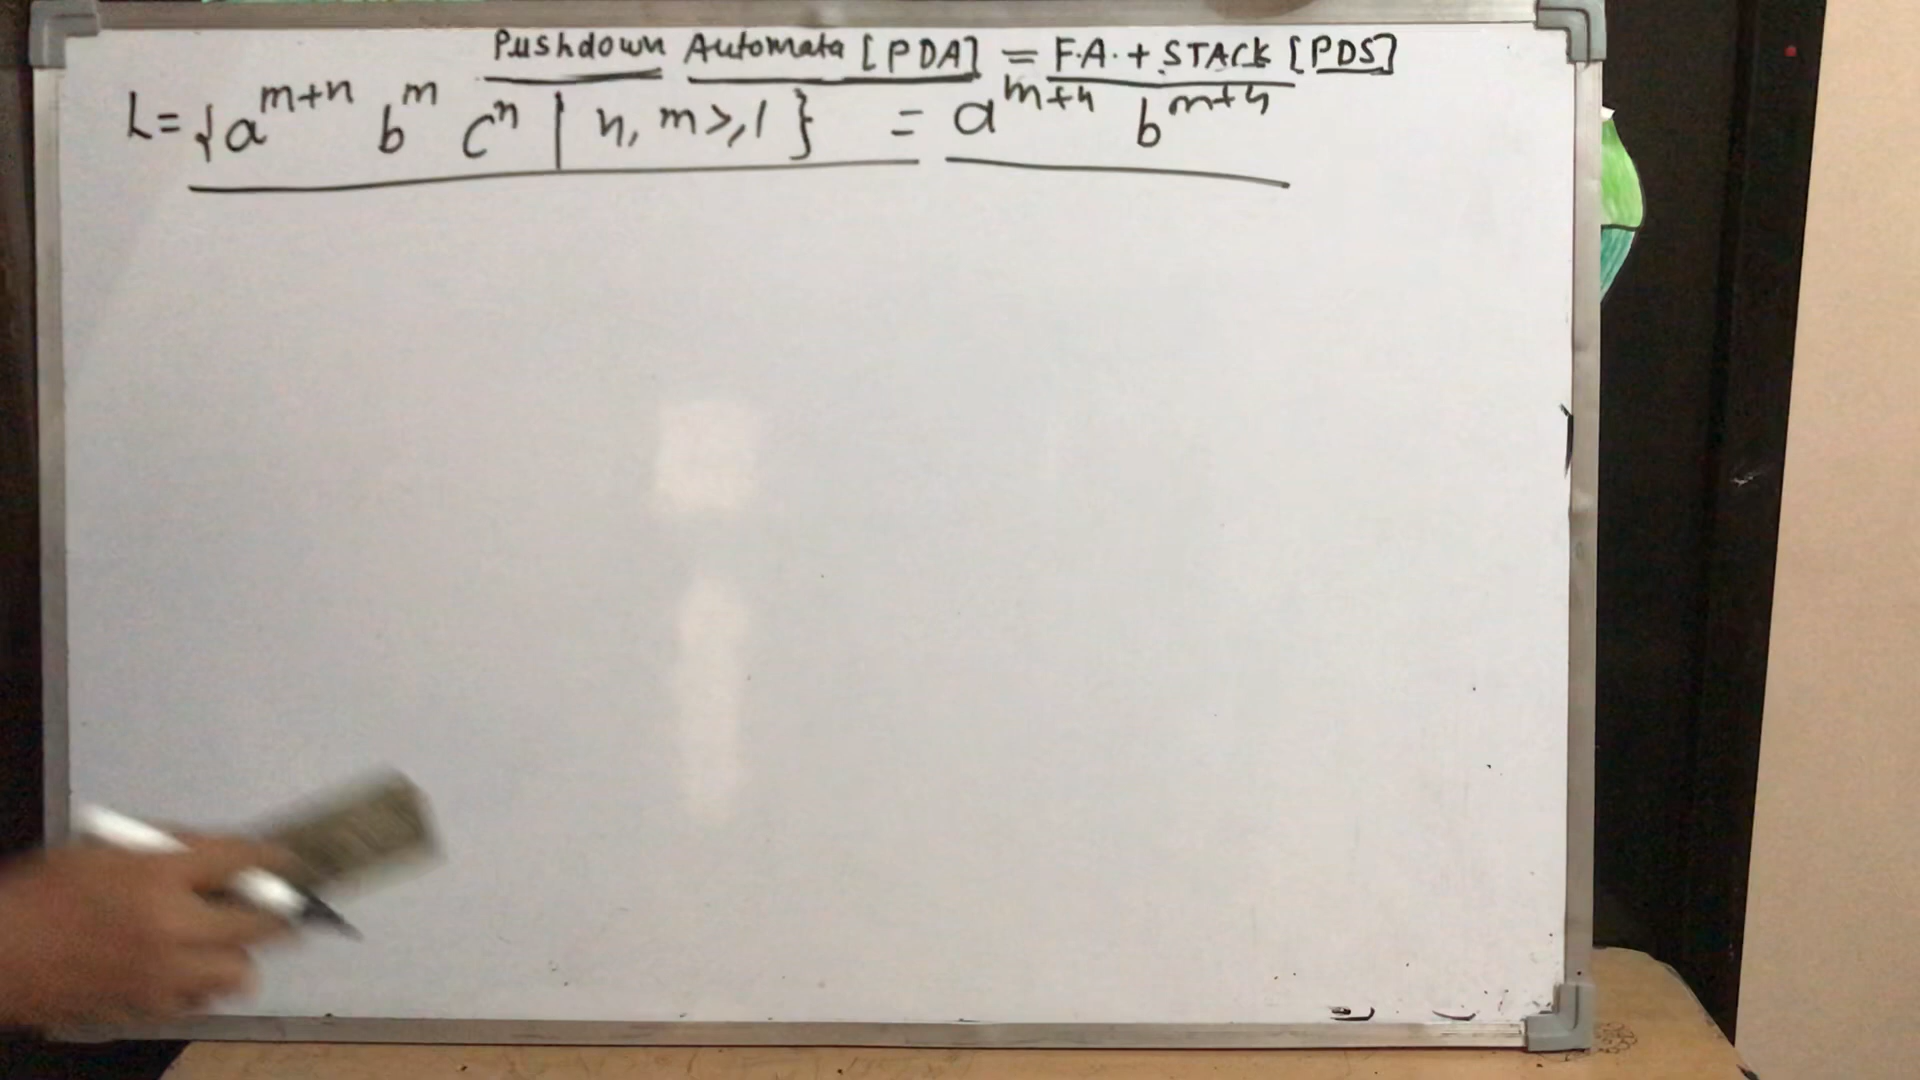 Pushdown Automata [PDA] = F.A. + STACK [PDS]
L = {a^{m+n} b^m c^n | n, m >, 1 } = a^{m+n} b^{m+n}